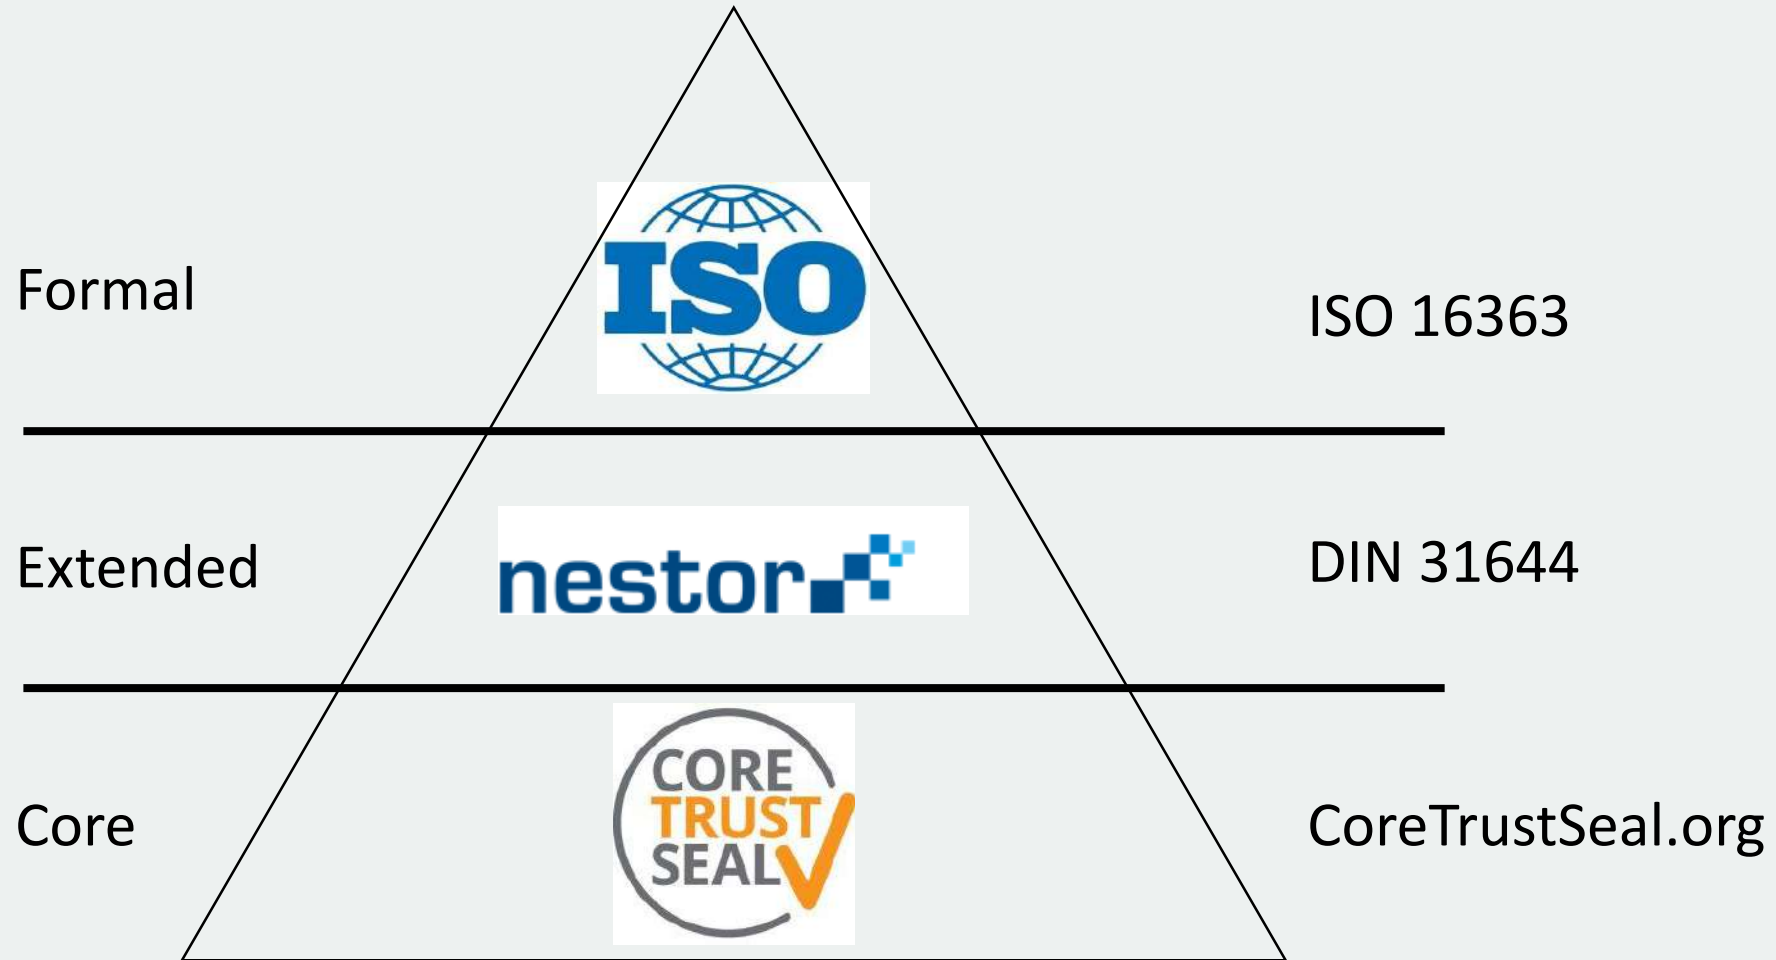 Formal
ISO
ISO 16363
Extended
nestor
DIN 31644
Core
CORE
TRUST
SEAL
CoreTrustSeal.org